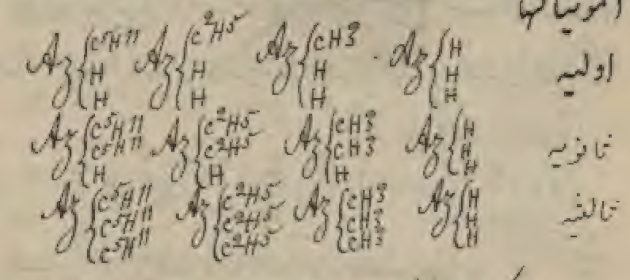 امونياكها
Az{C⁵H¹¹ Az{C²H⁵ Az{CH³ Az{H اوليه
H H H H
H H H H
Az{C⁵H¹¹ Az{C²H⁵ Az{CH³ Az{H ثانويه
C⁵H¹¹ C²H⁵ CH³ H
H H H H
Az{C⁵H¹¹ Az{C²H⁵ Az{CH³ Az{H ثالثيه
C⁵H¹¹ C²H⁵ CH³ H
C⁵H¹¹ C²H⁵ CH³ H